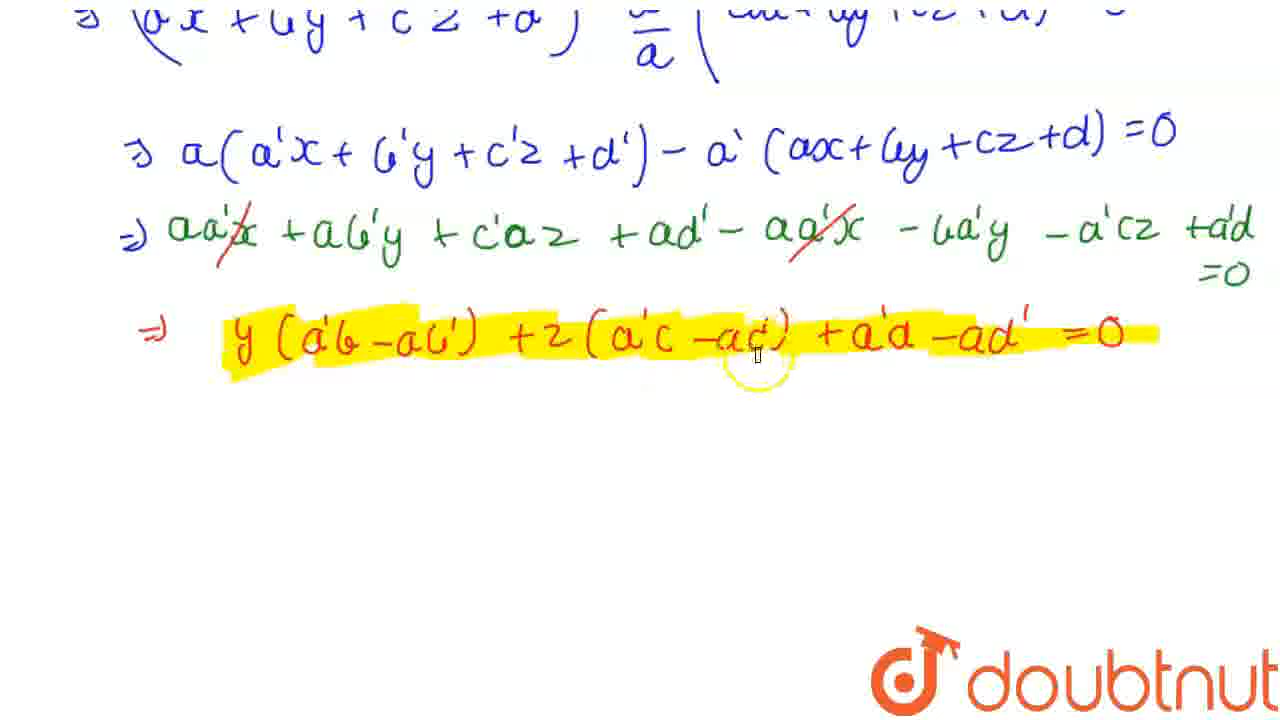 ⇒ a(a'x + b'y + c'z + d') - a' (ax + by + cz + d) = 0
⇒ aa'x + ab'y + c'az + ad' - aa'x - ba'y - a'cz + a'd
= 0
⇒ y (a'b - ab') + z (a'c - ac') + a'd - ad' = 0
doubtnut